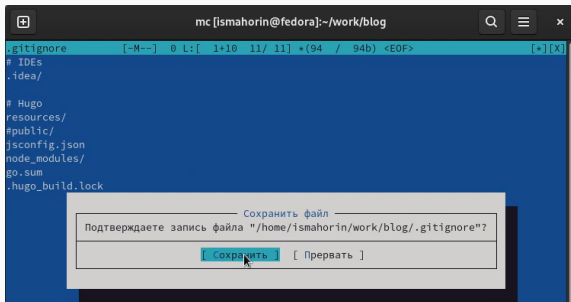 mc [ismahorin@fedora]:~/work/blog
.gitignore [-M--] 0 L:[ 1+10 11/ 11] *(94 / 94b) <EOF> [*][X]
# IDEs
.idea/
# Hugo
resources/
#public/
jsconfig.json
node_modules/
go.sum
.hugo_build.lock
Сохранить файл
Подтверждаете запись файла "/home/ismahorin/work/blog/.gitignore"?
[ Сохранить ] [ Прервать ]